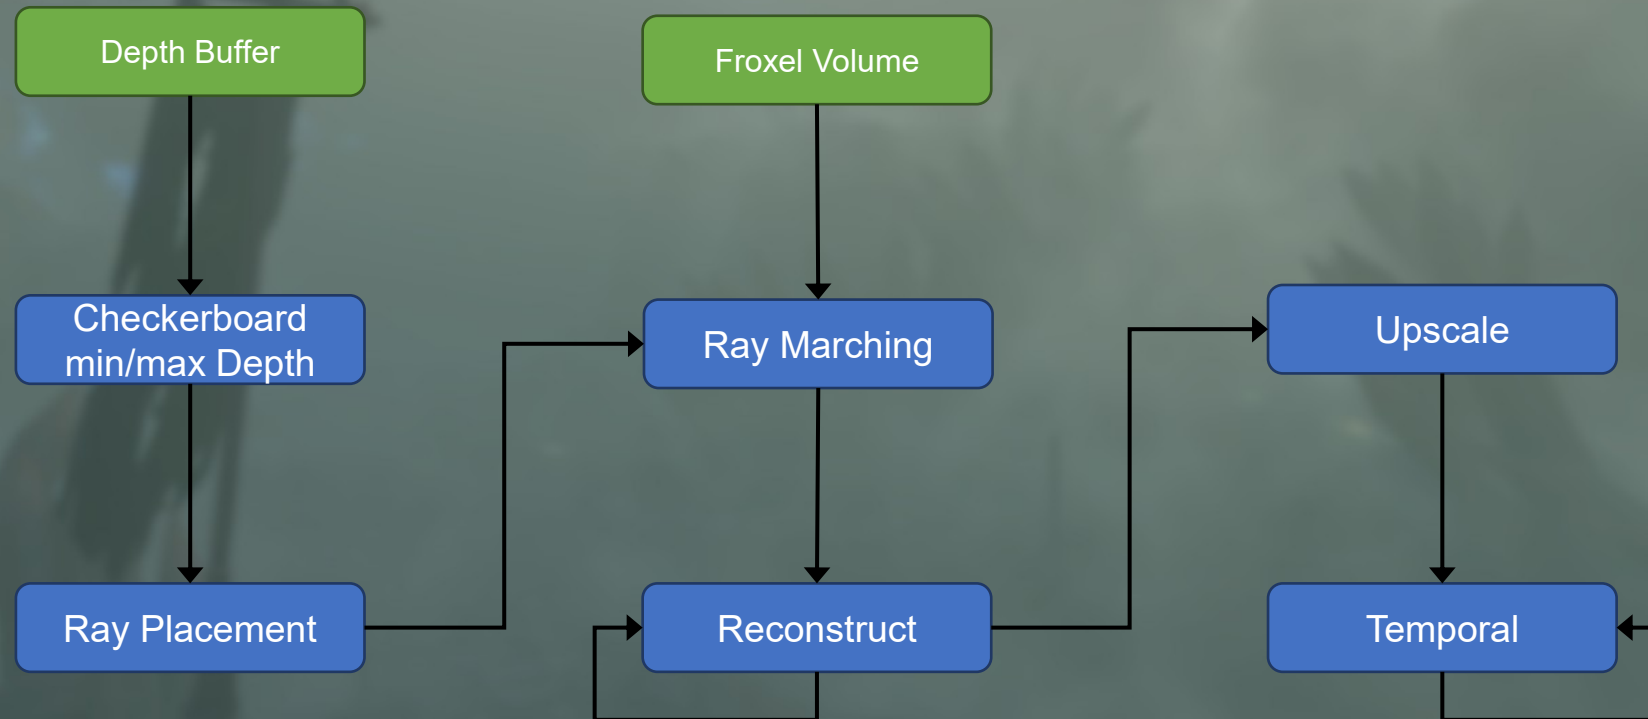 Depth Buffer
Froxel Volume
Checkerboard
min/max Depth
Ray Marching
Upscale
Ray Placement
Reconstruct
Temporal